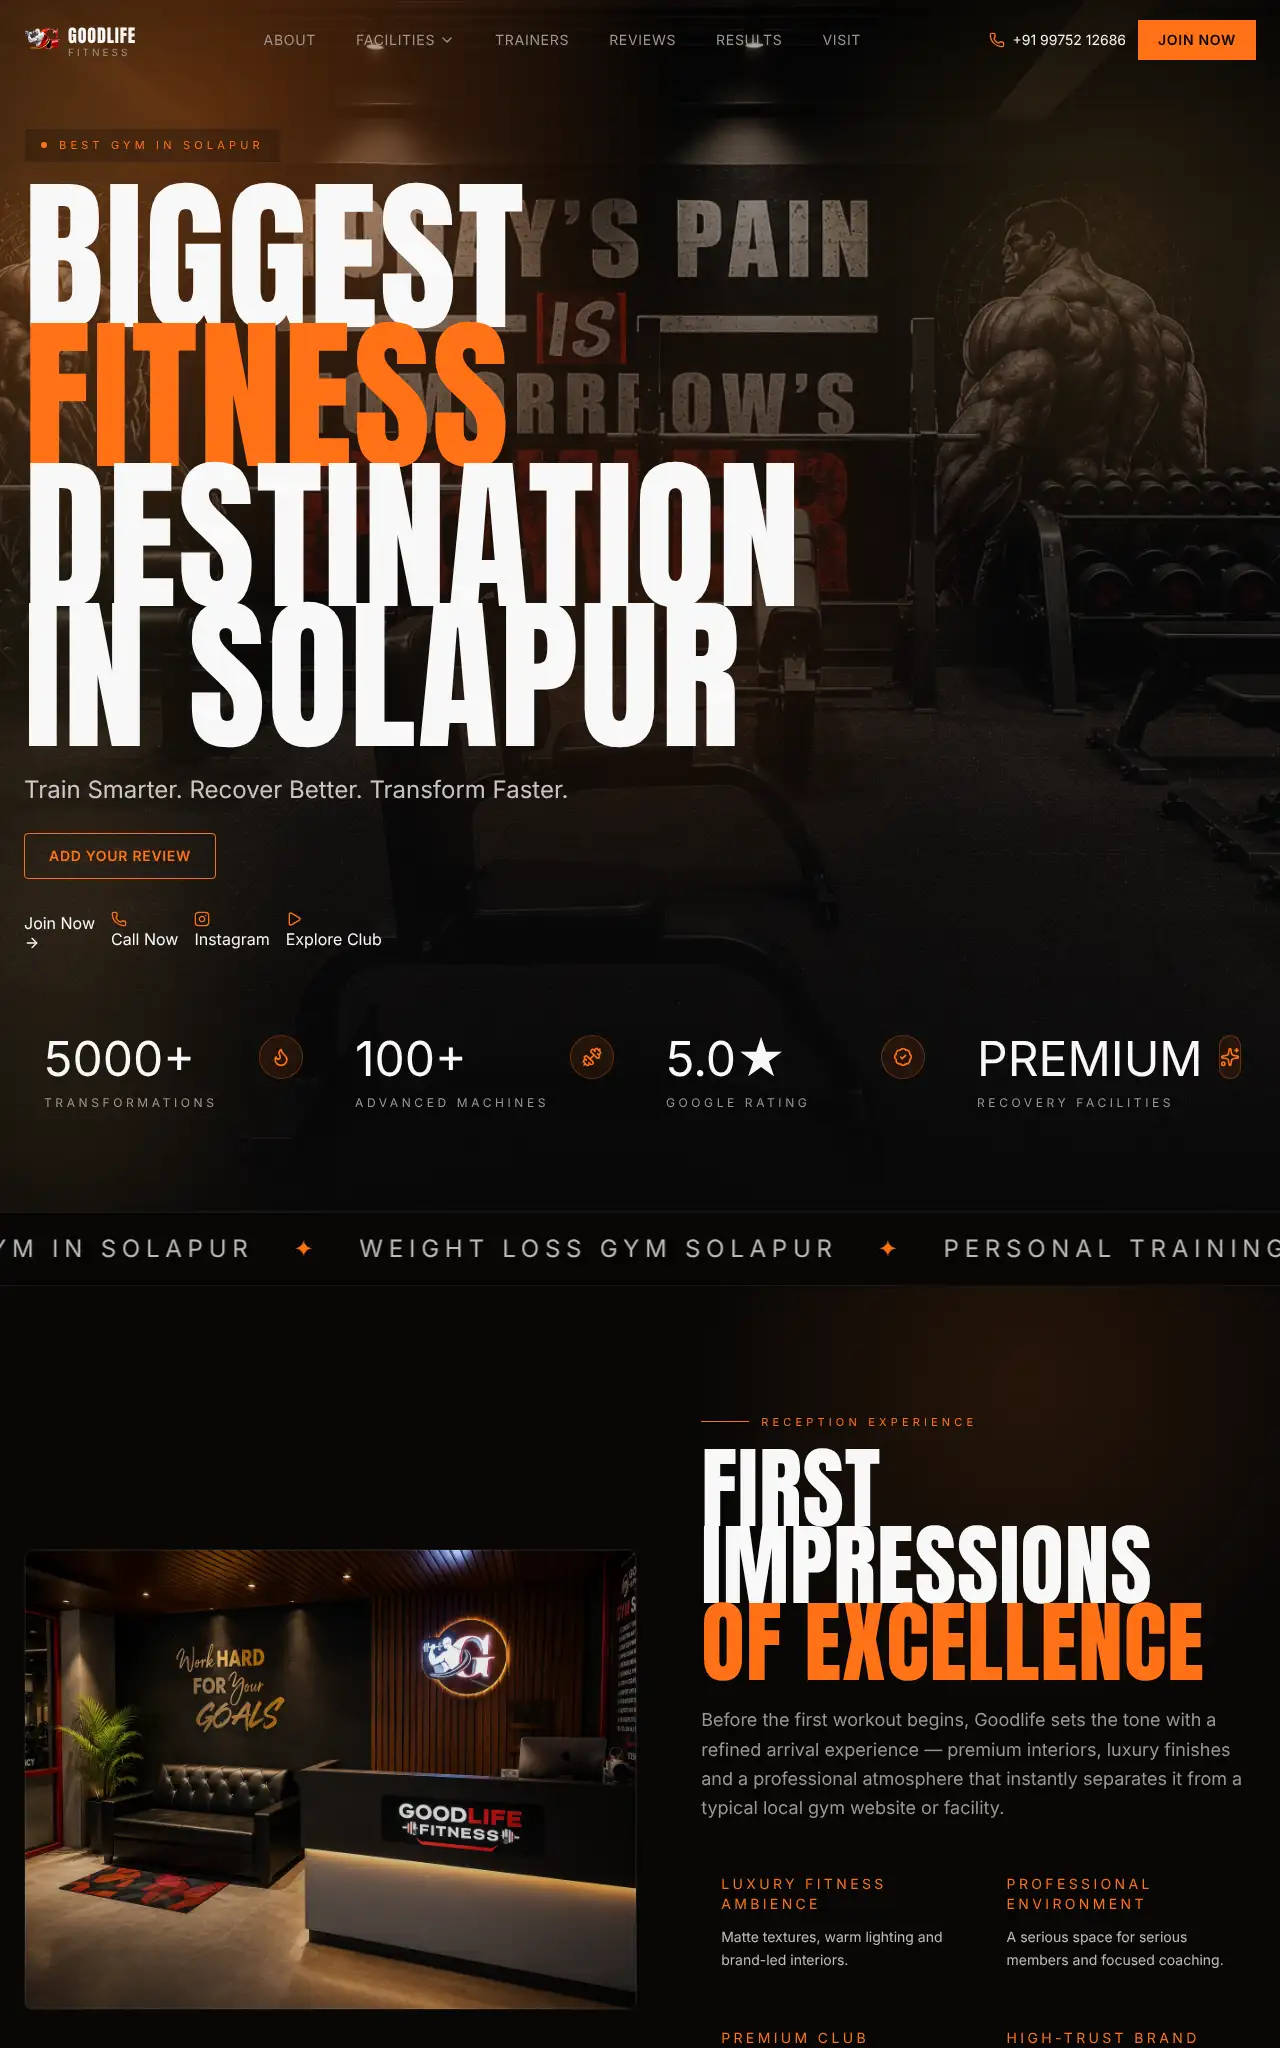 GOODLIFE
FITNESS
ABOUT
FACILITIES
TRAINERS
REVIEWS
RESULTS
VISIT
+91 99752 12686
JOIN NOW
BEST GYM IN SOLAPUR
BIGGEST
FITNESS
DESTINATION
IN SOLAPUR
Y'S PAIN
IS
OW'S
Train Smarter. Recover Better. Transform Faster.
ADD YOUR REVIEW
Join Now →
Call Now
Instagram
Explore Club
5000+
TRANSFORMATIONS
100+
ADVANCED MACHINES
5.0★
GOOGLE RATING
PREMIUM
RECOVERY FACILITIES
YM IN SOLAPUR ✦ WEIGHT LOSS GYM SOLAPUR ✦ PERSONAL TRAINING
RECEPTION EXPERIENCE
FIRST
IMPRESSIONS
OF EXCELLENCE
Before the first workout begins, Goodlife sets the tone with a
refined arrival experience — premium interiors, luxury finishes
and a professional atmosphere that instantly separates it from a
typical local gym website or facility.
Work HARD
FOR Your
GOALS
G
GOODLIFE
FITNESS
LUXURY FITNESS
AMBIENCE
Matte textures, warm lighting and
brand-led interiors.
PROFESSIONAL
ENVIRONMENT
A serious space for serious
members and focused coaching.
PREMIUM CLUB
HIGH-TRUST BRAND